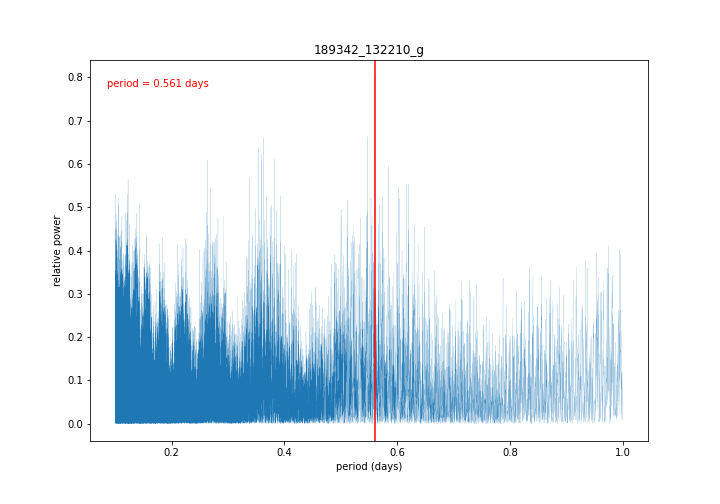 189342_132210_g
period = 0.561 days
relative power
0.8
0.7
0.6
0.5
0.4
0.3
0.2
0.1
0.0
0.2 0.4 0.6 0.8 1.0
period (days)